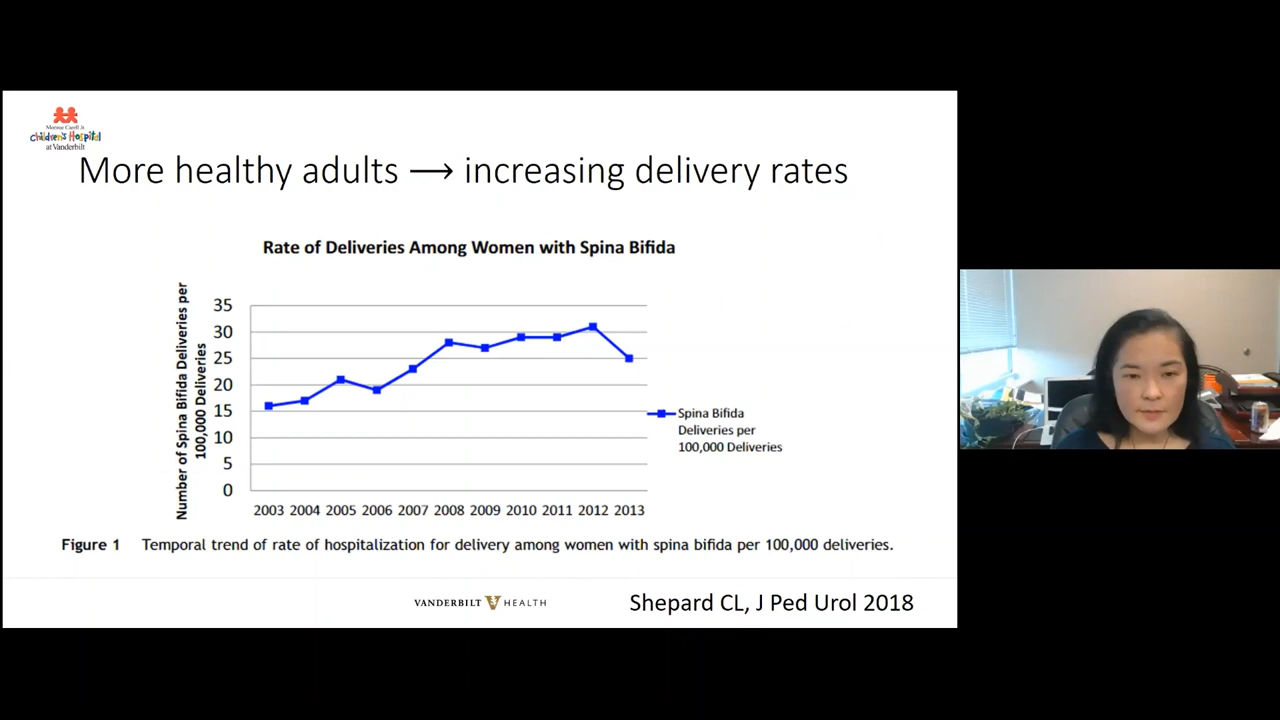 Monroe Carell Jr.
Children's Hospital
at Vanderbilt
More healthy adults ⟶ increasing delivery rates
Rate of Deliveries Among Women with Spina Bifida
Number of Spina Bifida Deliveries per
100,000 Deliveries
35
30
25
20
15
10
5
0
2003 2004 2005 2006 2007 2008 2009 2010 2011 2012 2013
Spina Bifida
Deliveries per
100,000 Deliveries
Figure 1 Temporal trend of rate of hospitalization for delivery among women with spina bifida per 100,000 deliveries.
VANDERBILT V HEALTH
Shepard CL, J Ped Urol 2018